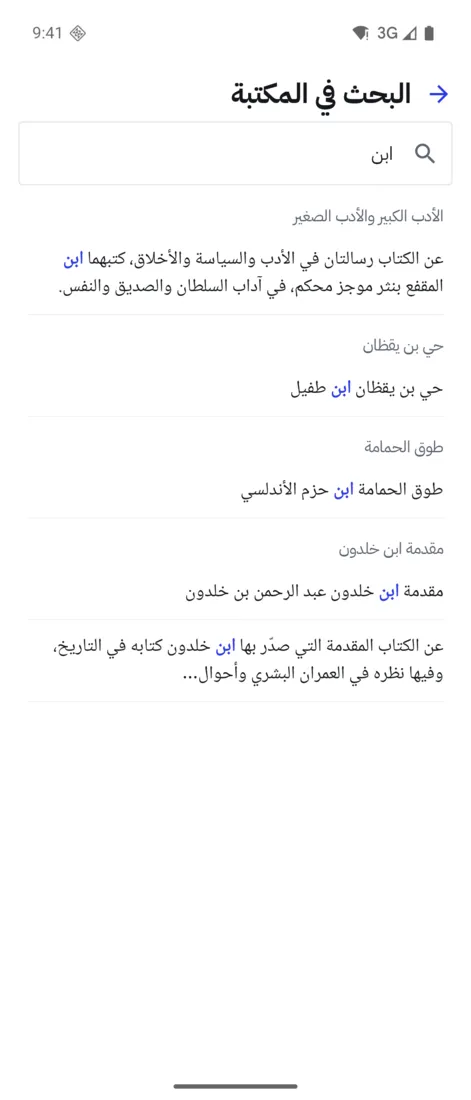 9:41
3G
البحث في المكتبة
ابن
الأدب الكبير والأدب الصغير
عن الكتاب رسالتان في الأدب والسياسة والأخلاق، كتبهما ابن
المقفع بنثر موجز محكم، في آداب السلطان والصديق والنفس.
حي بن يقظان
حي بن يقظان ابن طفيل
طوق الحمامة
طوق الحمامة ابن حزم الأندلسي
مقدمة ابن خلدون
مقدمة ابن خلدون عبد الرحمن بن خلدون
عن الكتاب المقدمة التي صدّر بها ابن خلدون كتابه في التاريخ،
وفيها نظره في العمران البشري وأحوال...